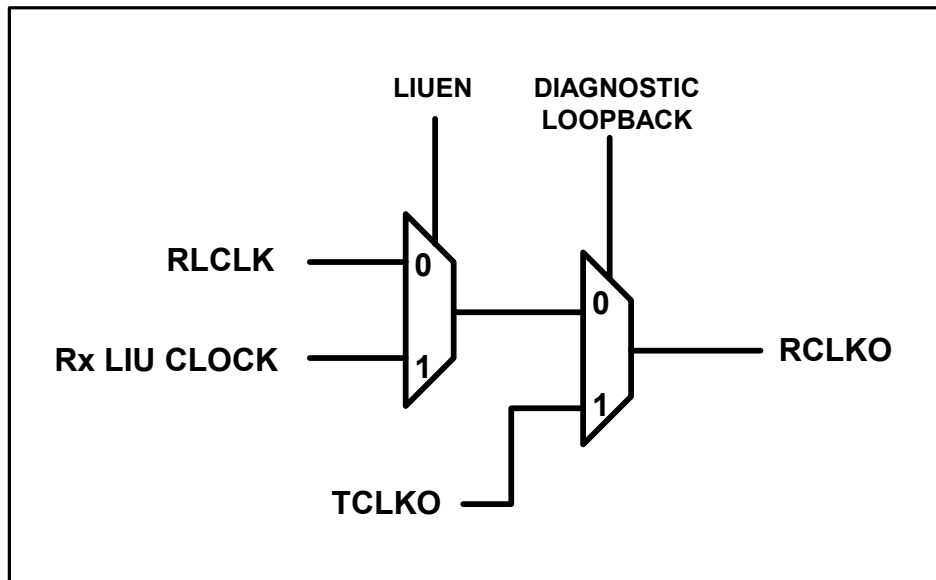 LIUEN
DIAGNOSTIC
LOOPBACK
RLCLK
0
0
Rx LIU CLOCK
1
RCLKO
1
TCLKO